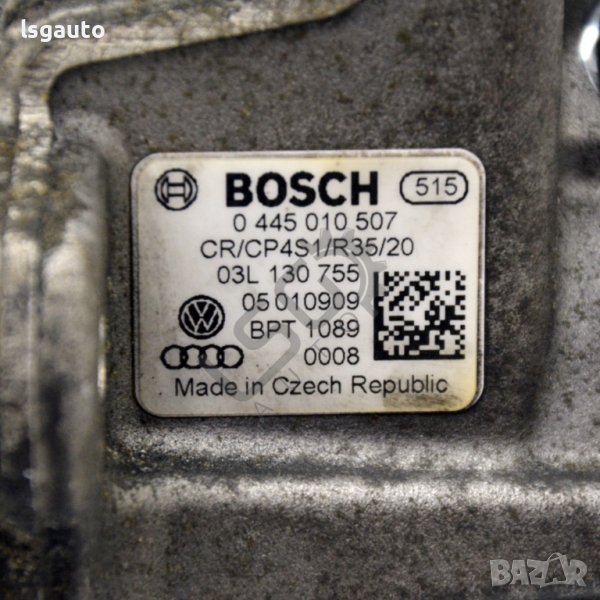 lsgauto
BOSCH 515
0 445 010 507
CR/CP4S1/R35/20
03L 130 755
05 010909
BPT 1089
0008
Made in Czech Republic
BAZAR